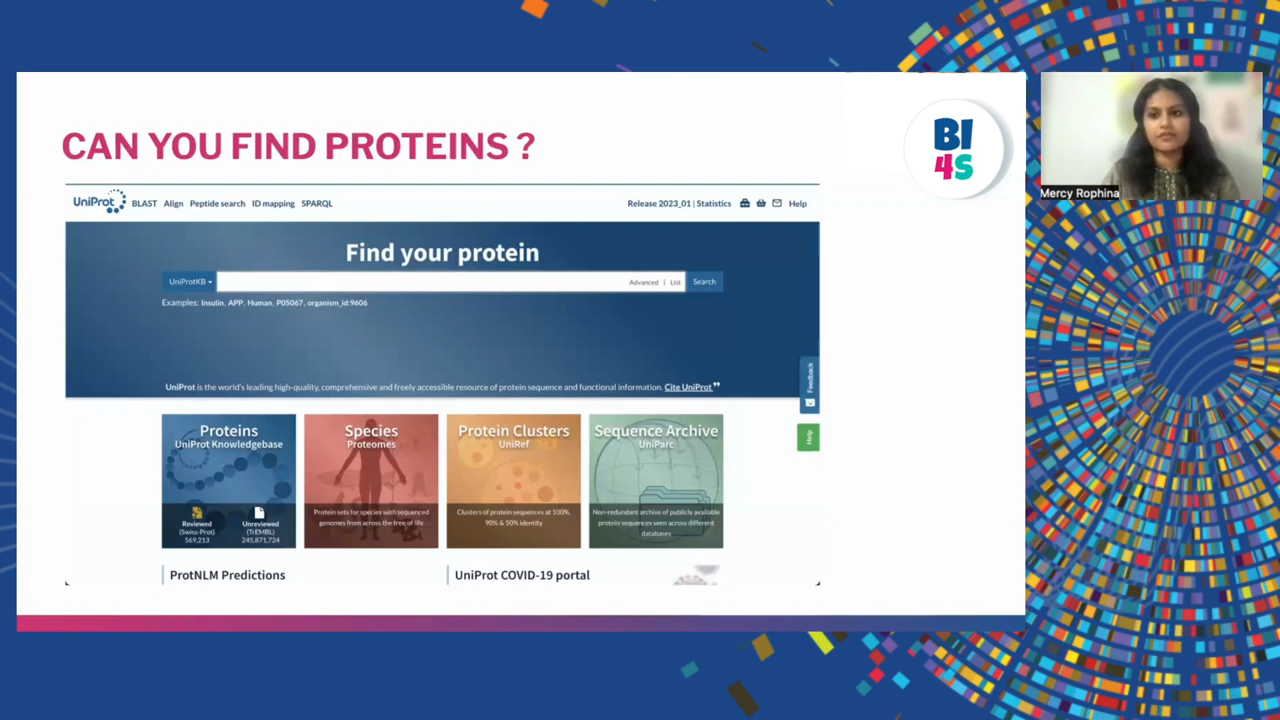 CAN YOU FIND PROTEINS ?
BI
4S
Mercy Rophina
UniProt BLAST Align Peptide search ID mapping SPARQL Release 2023_01 | Statistics Help
Find your protein
UniProtKB Advanced | List Search
Examples: Insulin, APP, Human, P05067, organism_id:9606
UniProt is the world's leading high-quality, comprehensive and freely accessible resource of protein sequence and functional information. Cite UniProt ”
Feedback
Help
Proteins
UniProt Knowledgebase
Reviewed
(Swiss-Prot)
569,213
Unreviewed
(TrEMBL)
245,871,724
Species
Proteomes
Protein sets for species with sequenced
genomes from across the tree of life
Protein Clusters
UniRef
Clusters of protein sequences at 100%,
90% & 50% identity
Sequence Archive
UniParc
Non-redundant archive of publicly available
protein sequences seen across different
databases
ProtNLM Predictions
UniProt COVID-19 portal